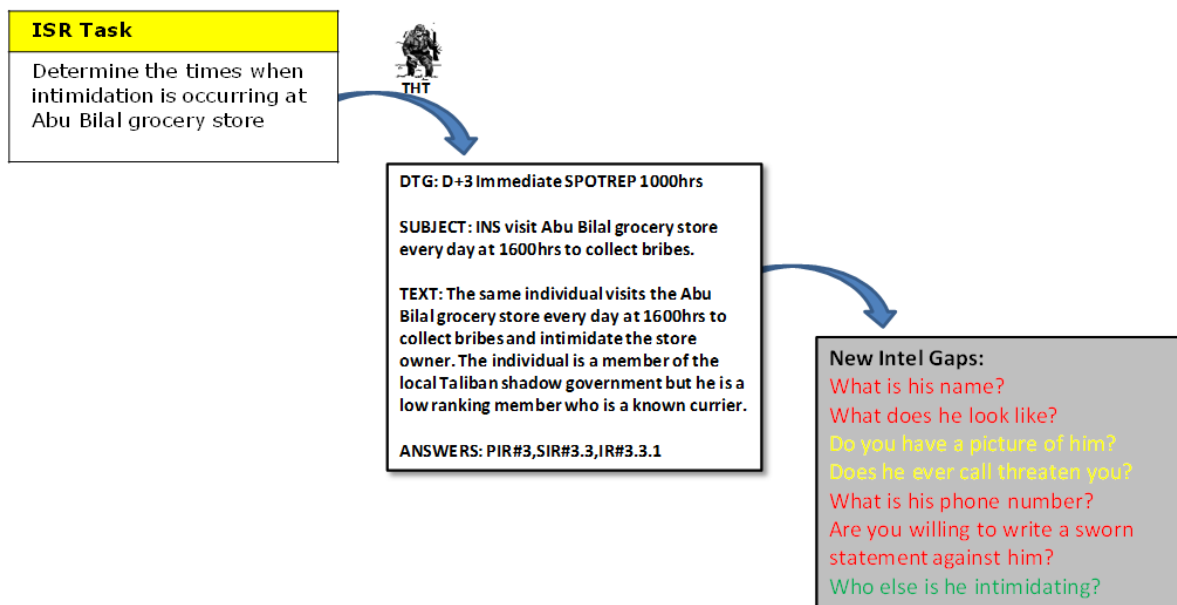 ISR Task
Determine the times when
intimidation is occurring at
Abu Bilal grocery store
THT
DTG: D+3 Immediate SPOTREP 1000hrs
SUBJECT: INS visit Abu Bilal grocery store
every day at 1600hrs to collect bribes.
TEXT: The same individual visits the Abu
Bilal grocery store every day at 1600hrs to
collect bribes and intimidate the store
owner. The individual is a member of the
local Taliban shadow government but he is a
low ranking member who is a known currier.
ANSWERS: PIR#3,SIR#3.3,IR#3.3.1
New Intel Gaps:
What is his name?
What does he look like?
Do you have a picture of him?
Does he ever call threaten you?
What is his phone number?
Are you willing to write a sworn
statement against him?
Who else is he intimidating?